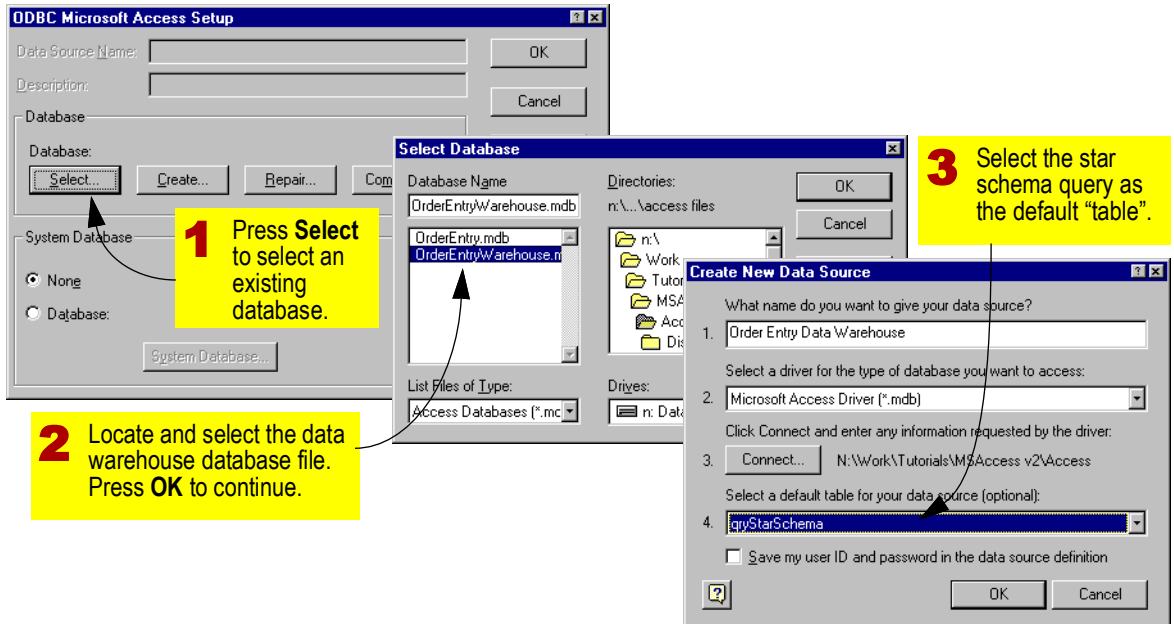 ODBC Microsoft Access Setup
Data Source Name:
OK
Description:
Cancel
Database
Database:
Select...
Create...
Repair...
Com
System Database
None
Database:
System Database...
1
Press Select
to select an
existing
database.
2
Locate and select the data
warehouse database file.
Press OK to continue.
Select Database
Database Name
OrderEntryWarehouse.mdb
OrderEntry.mdb
OrderEntryWarehouse.m
List Files of Type:
Access Databases (*.mc
Directories:
n:\...\access files
n:\
Work
Tutor
MSA
Acc
Dis
Drives:
n: Data
OK
Cancel
3
Select the star
schema query as
the default “table”.
Create New Data Source
What name do you want to give your data source?
1. Order Entry Data Warehouse
Select a driver for the type of database you want to access:
2. Microsoft Access Driver (*.mdb)
Click Connect and enter any information requested by the driver:
3. Connect... N:\Work\Tutorials\MSAccess v2\Access
Select a default table for your data source (optional):
4. qryStarSchema
Save my user ID and password in the data source definition
OK
Cancel